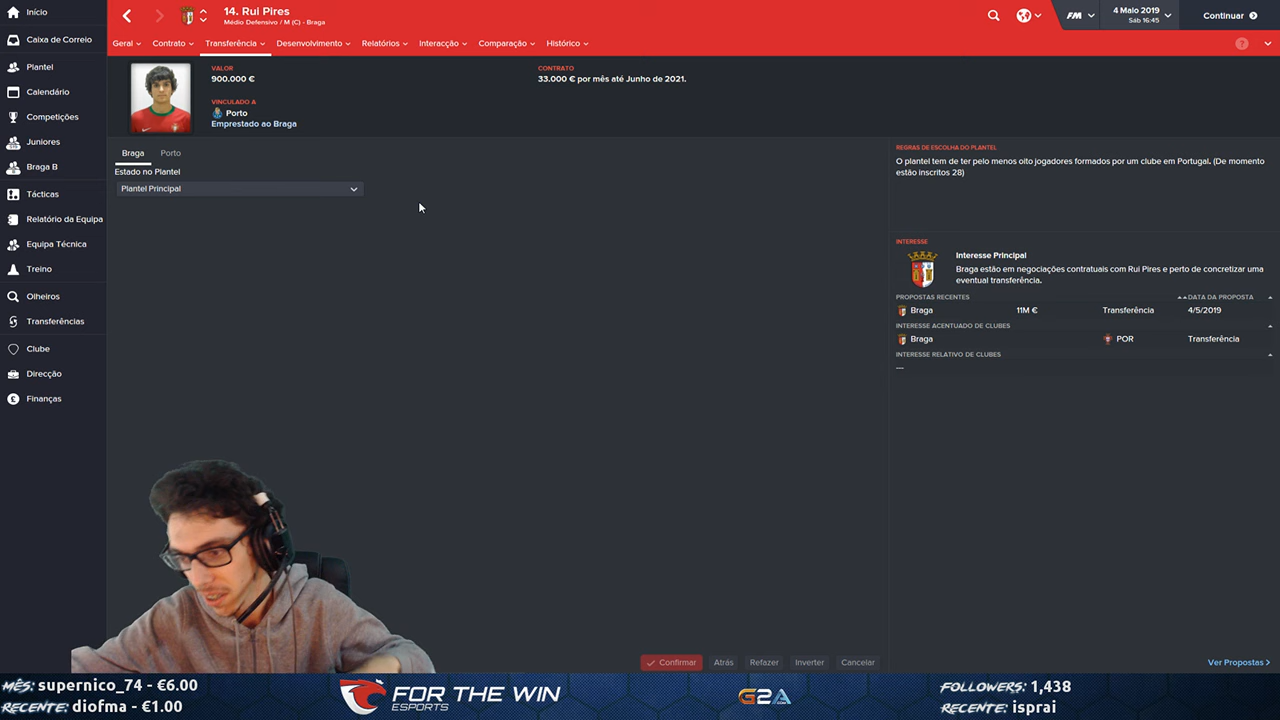 Início
Caixa de Correio
Plantel
Calendário
Competições
Juniores
Braga B
Tácticas
Relatório da Equipa
Equipa Técnica
Treino
Olheiros
Transferências
Clube
Direcção
Finanças
14. Rui Pires
Médio Defensivo / M (C) - Braga
FM
4 Maio 2019
Sáb 16:45
Continuar
Geral
Contrato
Transferência
Desenvolvimento
Relatórios
Interacção
Comparação
Histórico
VALOR
900.000 €
VINCULADO A
Porto
Emprestado ao Braga
CONTRATO
33.000 € por mês até Junho de 2021.
Braga
Porto
Estado no Plantel
Plantel Principal
REGRAS DE ESCOLHA DO PLANTEL
O plantel tem de ter pelo menos oito jogadores formados por um clube em Portugal. (De momento
estão inscritos 28)
INTERESSE
Interesse Principal
Braga estão em negociações contratuais com Rui Pires e perto de concretizar uma
eventual transferência.
PROPOSTAS RECENTES
DATA DA PROPOSTA
Braga 11M € Transferência 4/5/2019
INTERESSE ACENTUADO DE CLUBES
Braga POR Transferência
INTERESSE RELATIVO DE CLUBES
---
Confirmar
Atrás
Refazer
Inverter
Cancelar
Ver Propostas
MÊS: supernico_74 - €6.00
RECENTE: diofma - €1.00
FOR THE WIN
ESPORTS
G2A.COM
FOLLOWERS: 1,438
RECENTE: isprai